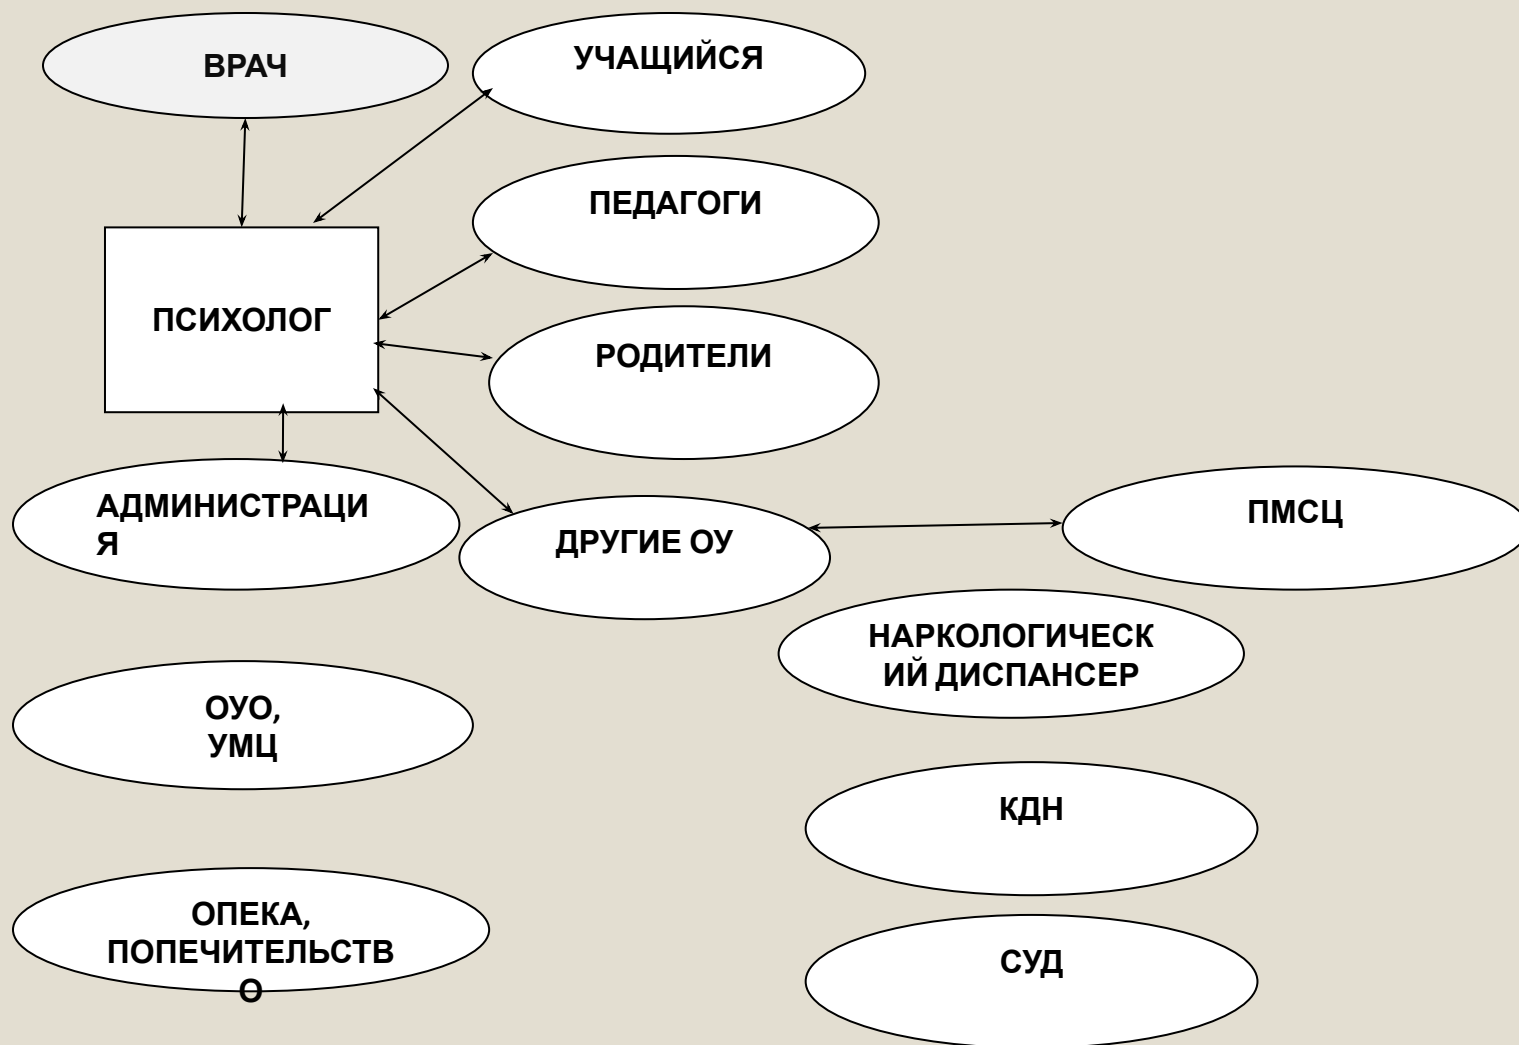 ВРАЧ
УЧАЩИЙСЯ
ПЕДАГОГИ
ПСИХОЛОГ
РОДИТЕЛИ
АДМИНИСТРАЦИ
Я
ДРУГИЕ ОУ
ПМСЦ
НАРКОЛОГИЧЕСК
ИЙ ДИСПАНСЕР
ОУО,
УМЦ
КДН
ОПЕКА,
ПОПЕЧИТЕЛЬСТВ
О
СУД